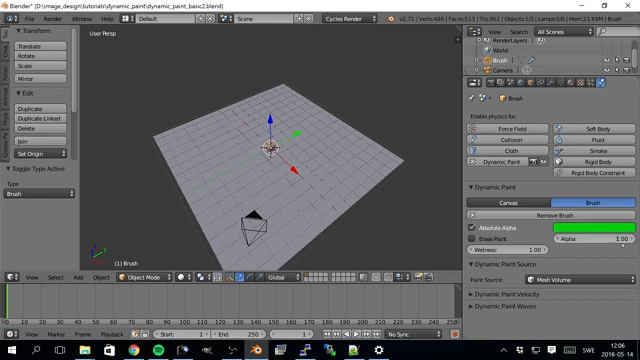 Blender* [D:\mage_design\tutorials\dynamic_paint\dynamic_paint_basic2.blend]
File Render Window Help Default Scene Cycles Render v2.75 | Verts:486 | Faces:513 | Tris:962 | Objects:1/3 | Lamps:0/0 | Mem:21.69M | Brush
Transform
Translate
Rotate
Scale
Mirror
Edit
Duplicate
Duplicate Linked
Delete
Join
Set Origin
Toggle Type Active
Type
Brush
User Persp
(1) Brush
View Select Add Object Object Mode Global
View Search All Scenes
RenderLayers
World
Brush
Camera
Brush
Enable physics for:
Force Field Soft Body
Collision Fluid
Cloth Smoke
Dynamic Paint Rigid Body
Rigid Body Constraint
Dynamic Paint
Canvas Brush
Remove Brush
Absolute Alpha
Erase Paint Alpha: 1.00
Wetness: 1.00
Dynamic Paint Source
Paint Source: Mesh Volume
Dynamic Paint Velocity
Dynamic Paint Waves
View Marker Frame Playback Start: 1 End: 250 1 No Sync
SWE
12:06
2016-05-14